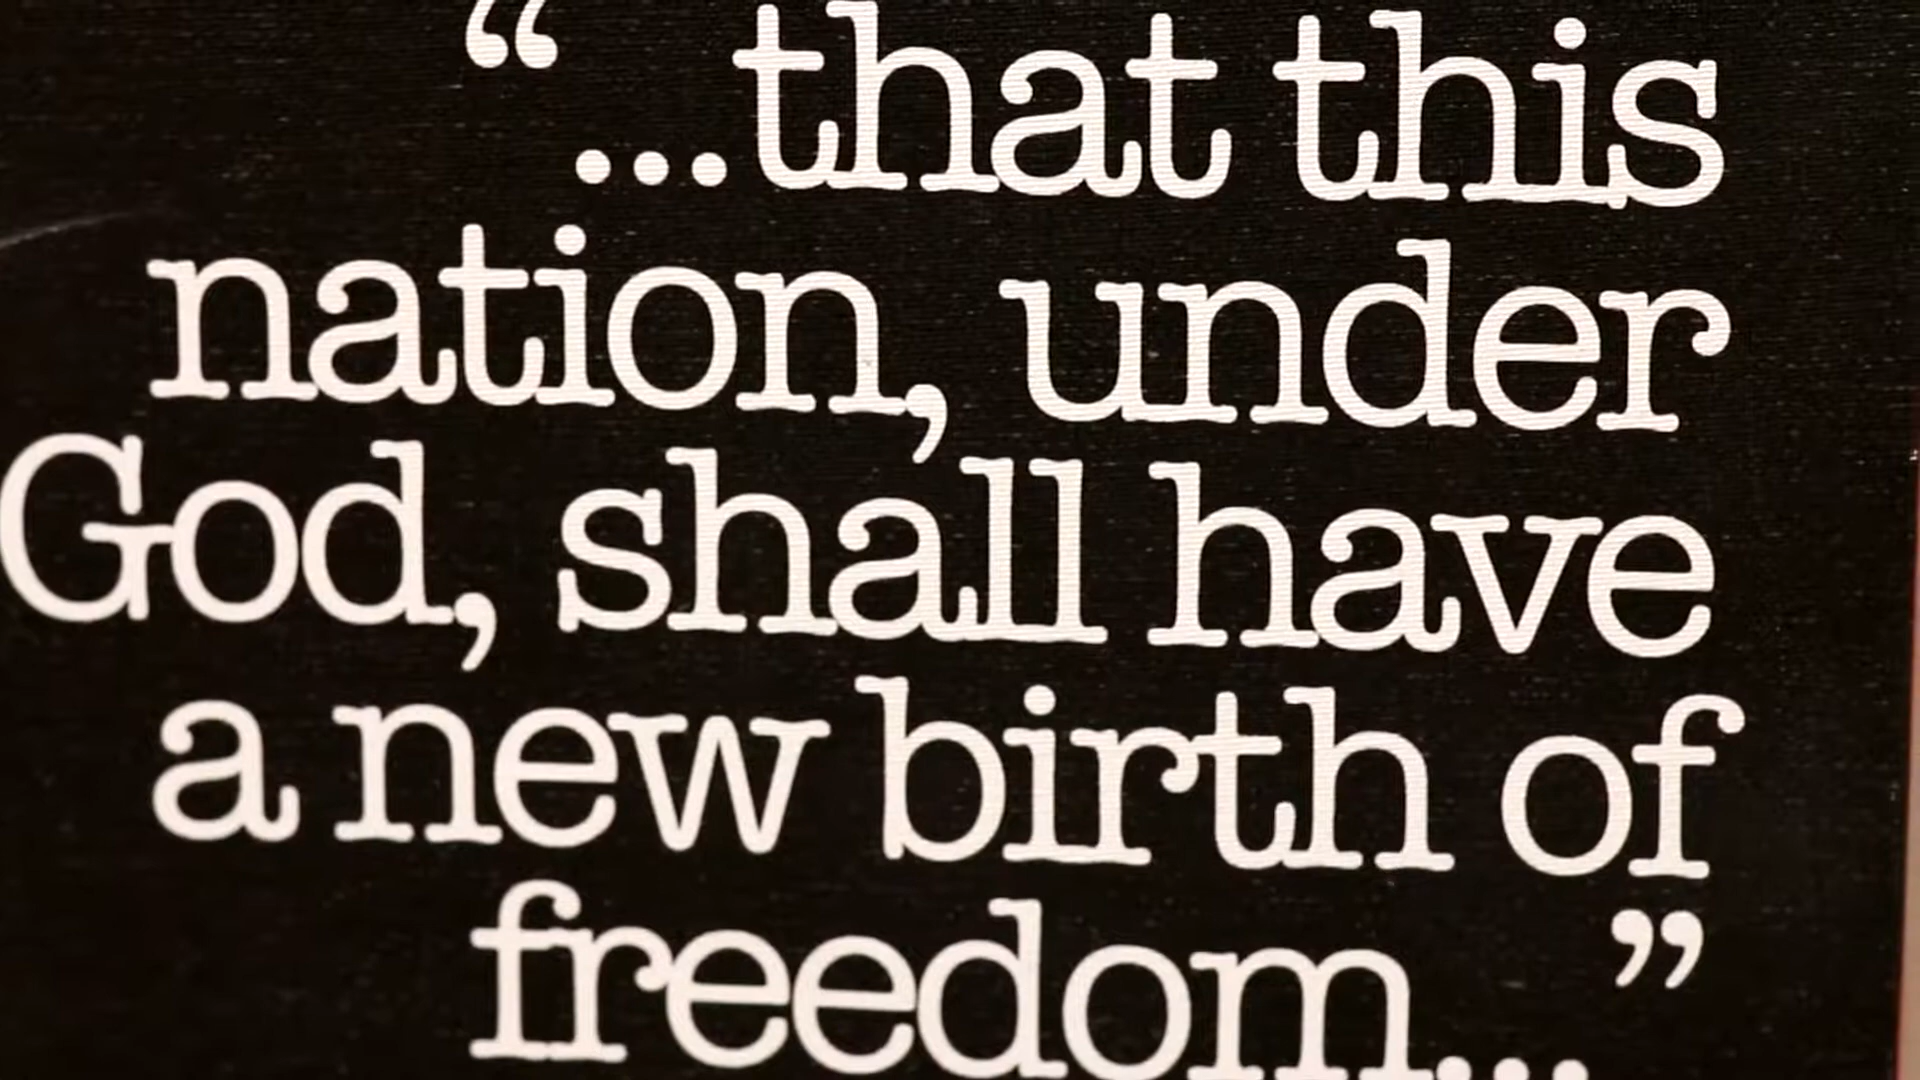 “...that this
nation, under
God, shall have
a new birth of
freedom...”